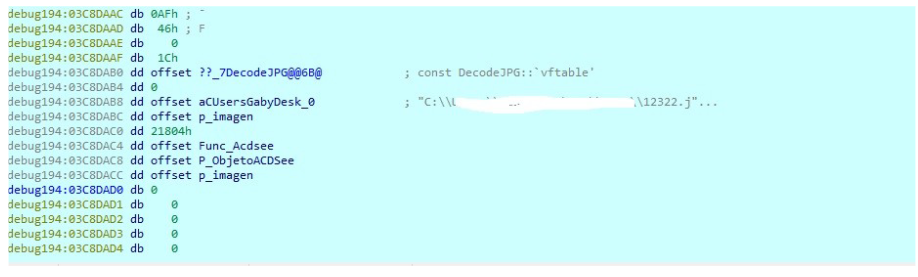 debug194:03C8DAAC db 0AFh ; ¯
debug194:03C8DAAD db  46h ; F
debug194:03C8DAAE db    0
debug194:03C8DAAF db  1Ch
debug194:03C8DAB0 dd offset ??_7DecodeJPG@@6B@ ; const DecodeJPG::`vftable'
debug194:03C8DAB4 dd 0
debug194:03C8DAB8 dd offset aCUsersGabyDesk_0 ; "C:\\ \\12322.j"...
debug194:03C8DABC dd offset p_imagen
debug194:03C8DAC0 dd 21804h
debug194:03C8DAC4 dd offset Func_Acdsee
debug194:03C8DAC8 dd offset P_ObjetoACDSee
debug194:03C8DACC dd offset p_imagen
debug194:03C8DAD0 db 0
debug194:03C8DAD1 db    0
debug194:03C8DAD2 db    0
debug194:03C8DAD3 db    0
debug194:03C8DAD4 db    0